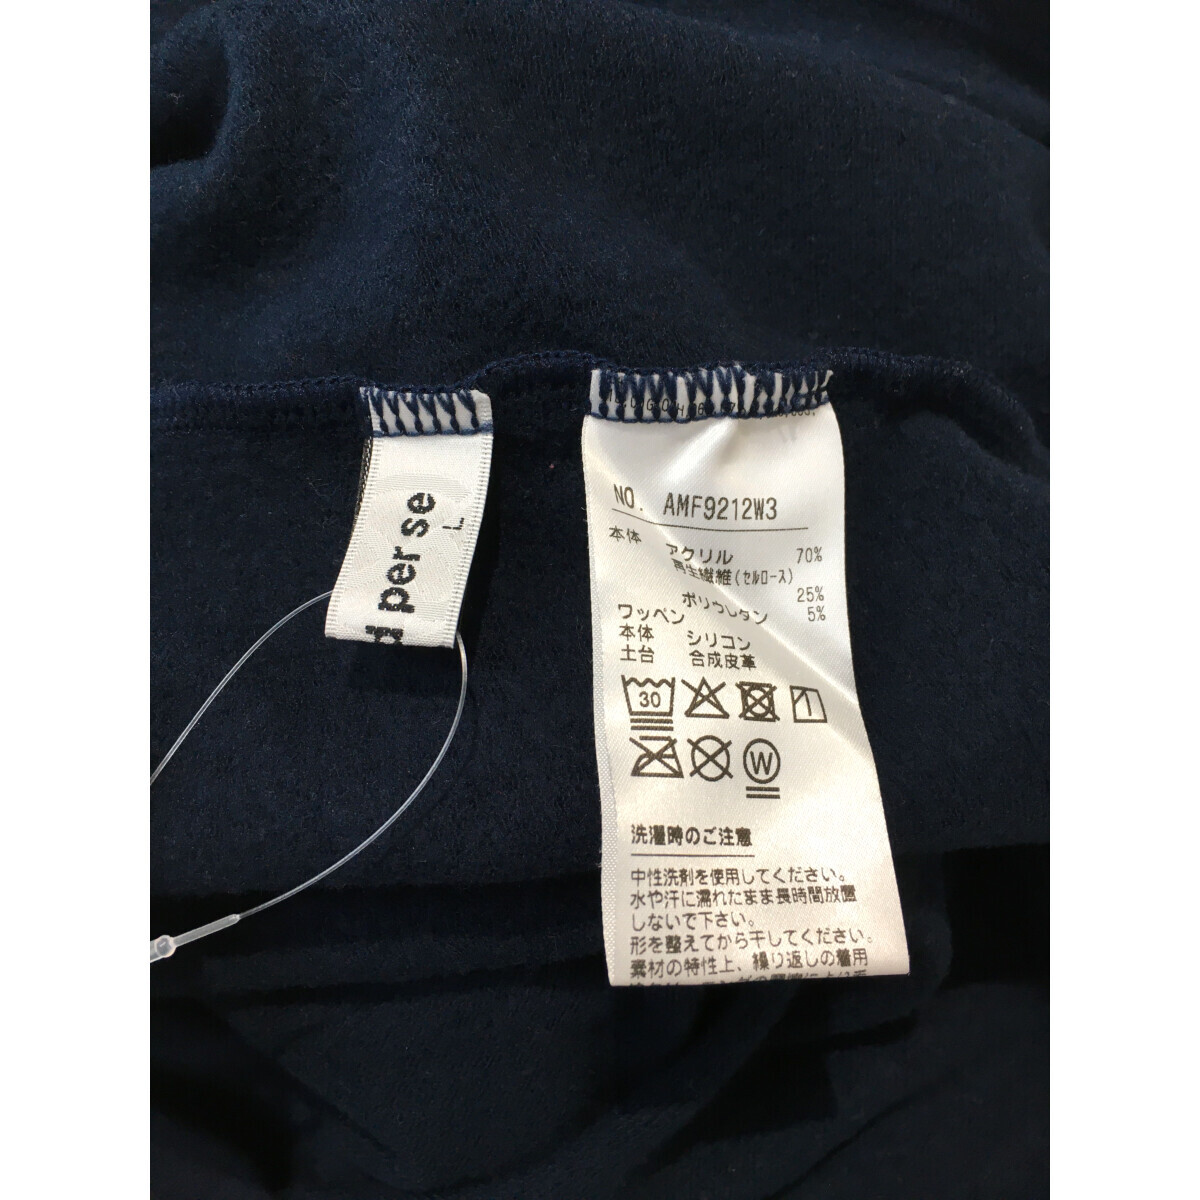 d per se
L
NO. AMF9212W3
本体 アクリル 70%
再生繊維(セルロース)
25%
ポリウレタン 5%
ワッペン
本体 シリコン
土台 合成皮革
30
W
洗濯時のご注意
中性洗剤を使用してください。
水や汗に濡れたまま長時間放置
しないで下さい。
形を整えてから干してください。
素材の特性上、繰り返しの着用